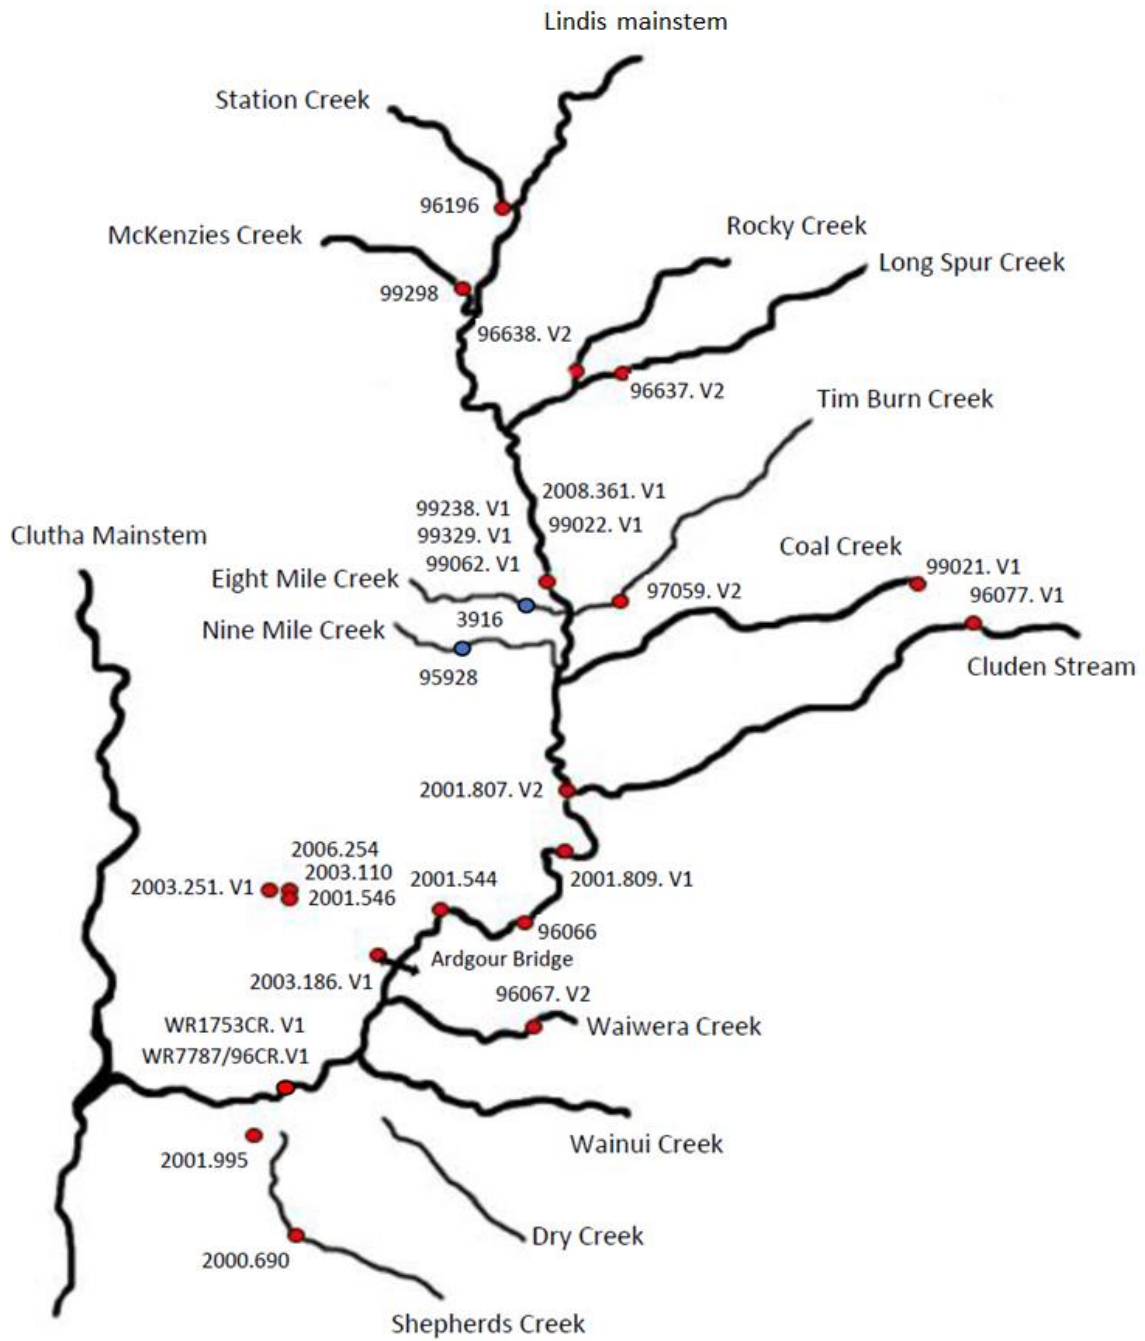 Lindis mainstem
Station Creek
96196
McKenzies Creek
Rocky Creek
Long Spur Creek
99298
96638. V2
96637. V2
Tim Burn Creek
2008.361. V1
99238. V1
99022. V1
99329. V1
Clutha Mainstem
Coal Creek
99062. V1
99021. V1
Eight Mile Creek
97059. V2
96077. V1
3916
Nine Mile Creek
Cluden Stream
95928
2001.807. V2
2006.254
2003.110
2003.251. V1
2001.544
2001.809. V1
2001.546
96066
Ardgour Bridge
2003.186. V1
96067. V2
WR1753CR. V1
Waiwera Creek
WR7787/96CR.V1
Wainui Creek
2001.995
Dry Creek
2000.690
Shepherds Creek